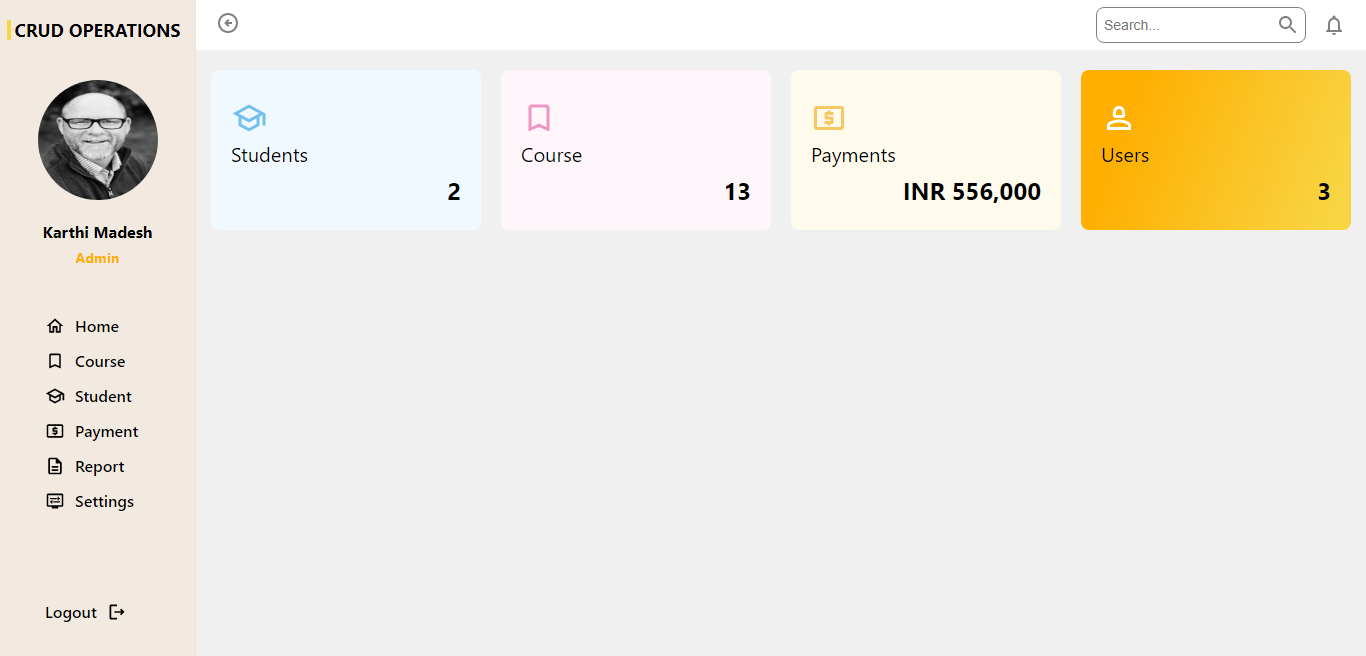 CRUD OPERATIONS
Search...
Karthi Madesh
Admin
Home
Course
Student
Payment
Report
Settings
Logout
Students
2
Course
13
Payments
INR 556,000
Users
3